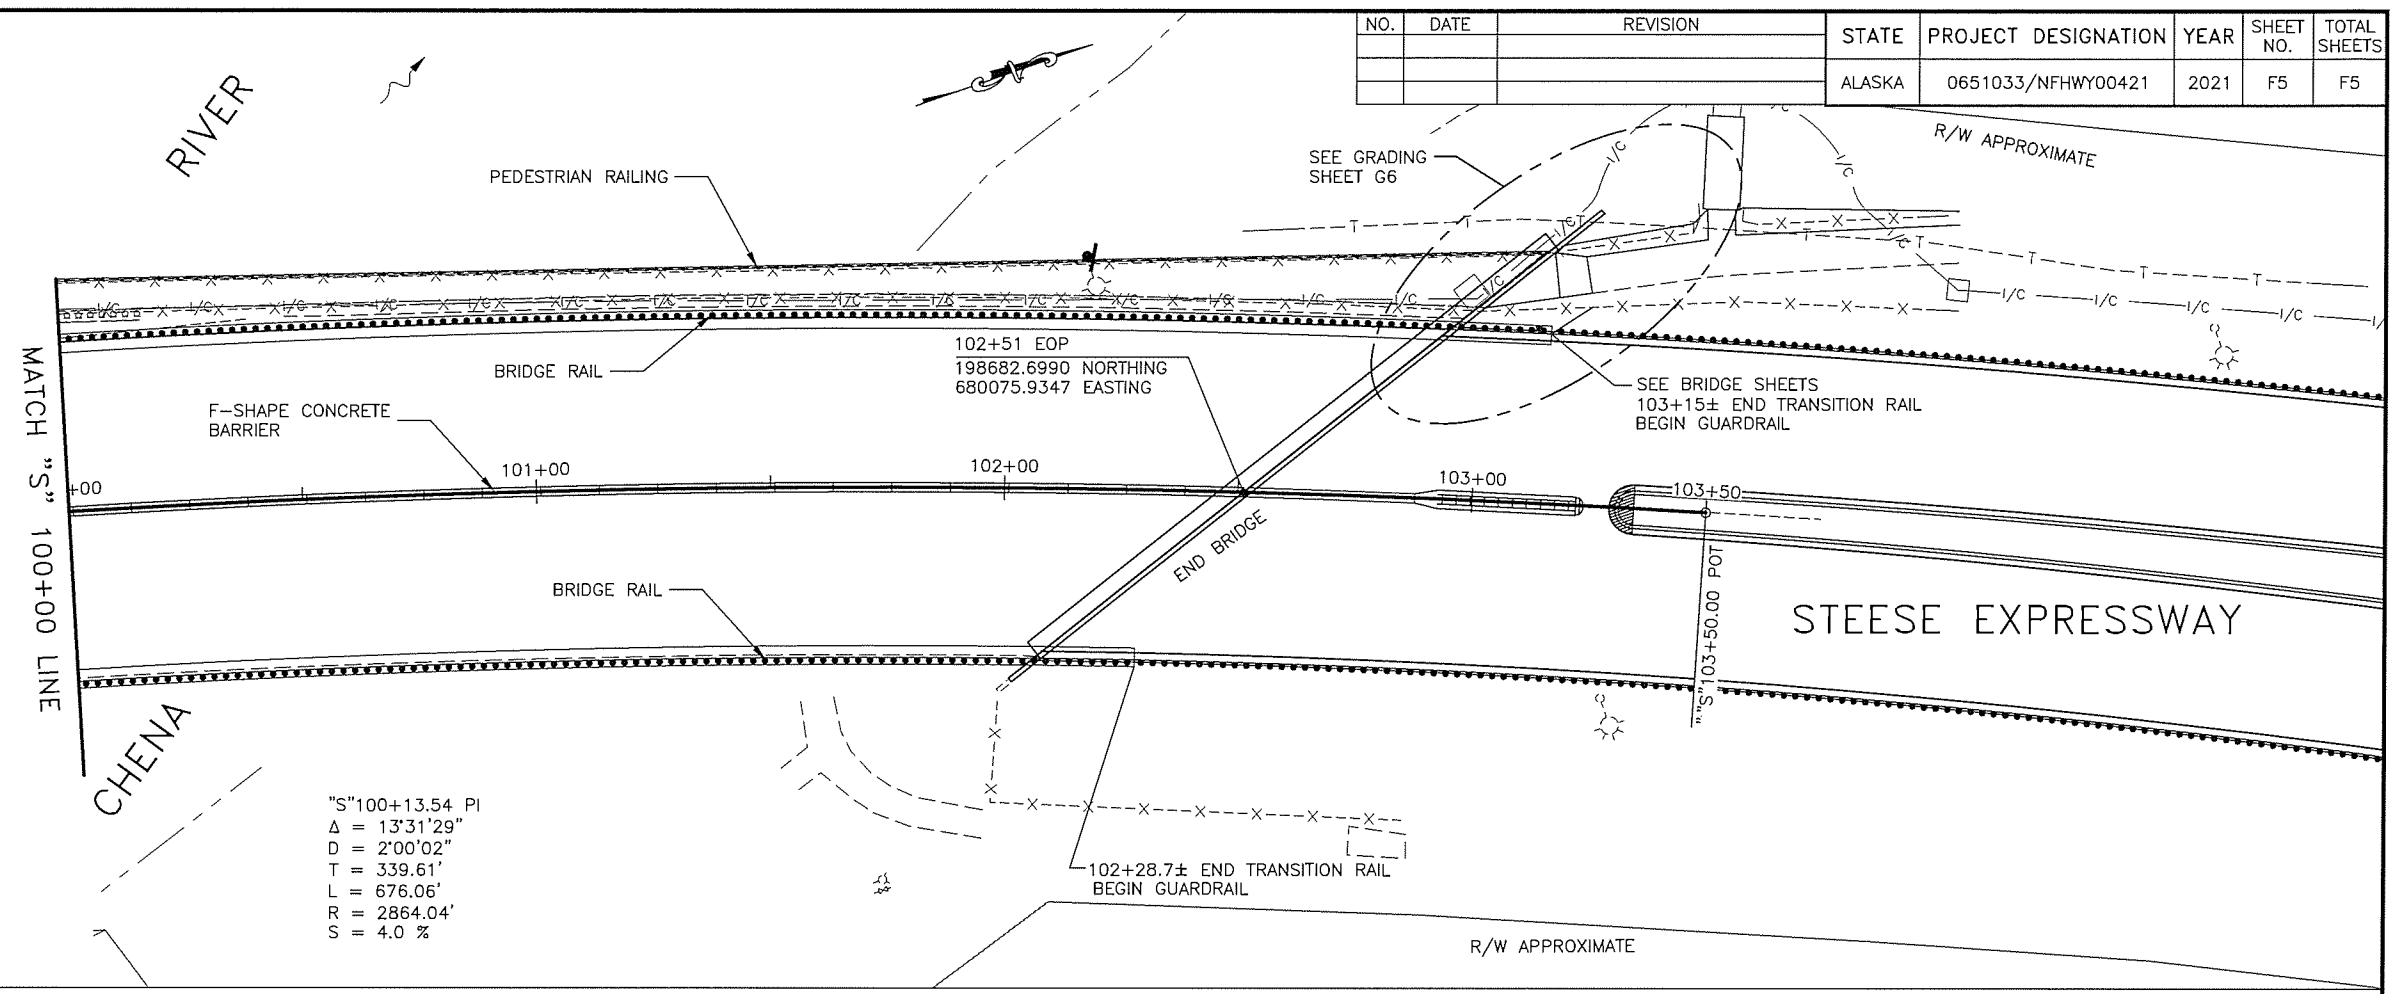 NO. DATE REVISION
STATE PROJECT DESIGNATION YEAR SHEET NO. TOTAL SHEETS
ALASKA 0651033/NFHWY00421 2021 F5 F5
RIVER
PEDESTRIAN RAILING
SEE GRADING
SHEET G6
R/W APPROXIMATE
BRIDGE RAIL
102+51 EOP
198682.6990 NORTHING
680075.9347 EASTING
SEE BRIDGE SHEETS
103+15± END TRANSITION RAIL
BEGIN GUARDRAIL
F-SHAPE CONCRETE
BARRIER
MATCH "S" 100+00 LINE
+00
101+00
102+00
103+00
103+50
END BRIDGE
BRIDGE RAIL
"S"103+50.00 POT
STEESE EXPRESSWAY
CHENA
"S"100+13.54 PI
Δ = 13°31'29"
D = 2°00'02"
T = 339.61'
L = 676.06'
R = 2864.04'
S = 4.0 %
102+28.7± END TRANSITION RAIL
BEGIN GUARDRAIL
R/W APPROXIMATE